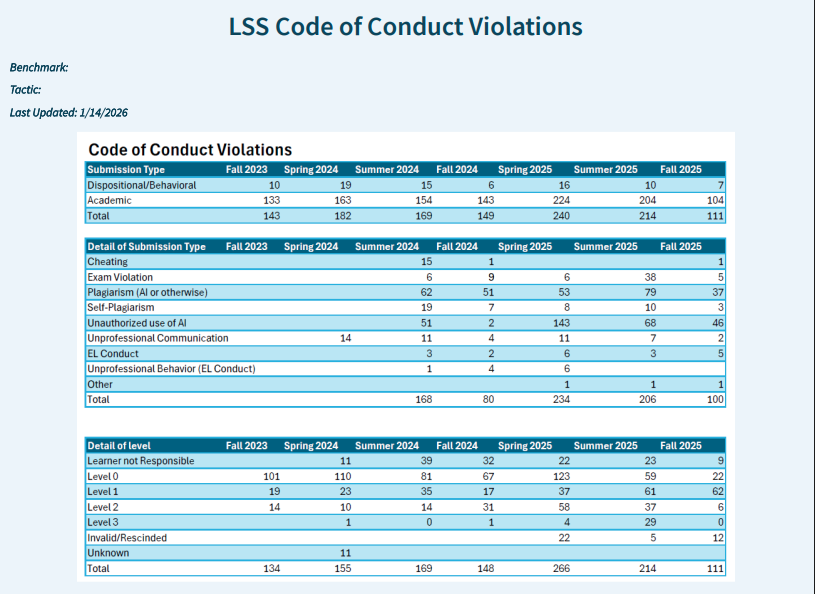 LSS Code of Conduct Violations
Benchmark:
Tactic:
Last Updated: 1/14/2026
Code of Conduct Violations
Submission Type Fall 2023 Spring 2024 Summer 2024 Fall 2024 Spring 2025 Summer 2025 Fall 2025
Dispositional/Behavioral 10 19 15 6 16 10 7
Academic 133 163 154 143 224 204 104
Total 143 182 169 149 240 214 111
Detail of Submission Type Fall 2023 Spring 2024 Summer 2024 Fall 2024 Spring 2025 Summer 2025 Fall 2025
Cheating 15 1 1
Exam Violation 6 9 6 38 5
Plagiarism (AI or otherwise) 62 51 53 79 37
Self-Plagiarism 19 7 8 10 3
Unauthorized use of AI 51 2 143 68 46
Unprofessional Communication 14 11 4 11 7 2
EL Conduct 3 2 6 3 5
Unprofessional Behavior (EL Conduct) 1 4 6
Other 1 1 1
Total 168 80 234 206 100
Detail of level Fall 2023 Spring 2024 Summer 2024 Fall 2024 Spring 2025 Summer 2025 Fall 2025
Learner not Responsible 11 39 32 22 23 9
Level 0 101 110 81 67 123 59 22
Level 1 19 23 35 17 37 61 62
Level 2 14 10 14 31 58 37 6
Level 3 1 0 1 4 29 0
Invalid/Rescinded 22 5 12
Unknown 11
Total 134 155 169 148 266 214 111